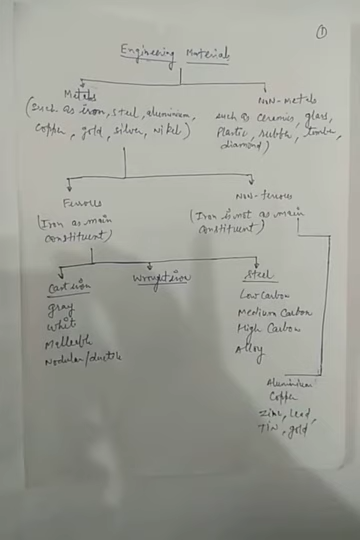 ①
Engineering Materials
Metals
(such as iron, steel, aluminium,
copper, gold, silver, Nikel)
Non-metals
such as ceramics, glass,
Plastic, rubber, timber,
diamond)
Ferrous
(Iron as main
constituent)
Non-ferrous
(Iron is not as main
constituent)
Cast iron
gray
Whit
Malleable
Nodular/ductile
Wrought iron
Steel
Low Carbon
Medium Carbon
High Carbon
Alloy
Aluminium
Copper
Zinc, lead,
TIN, gold